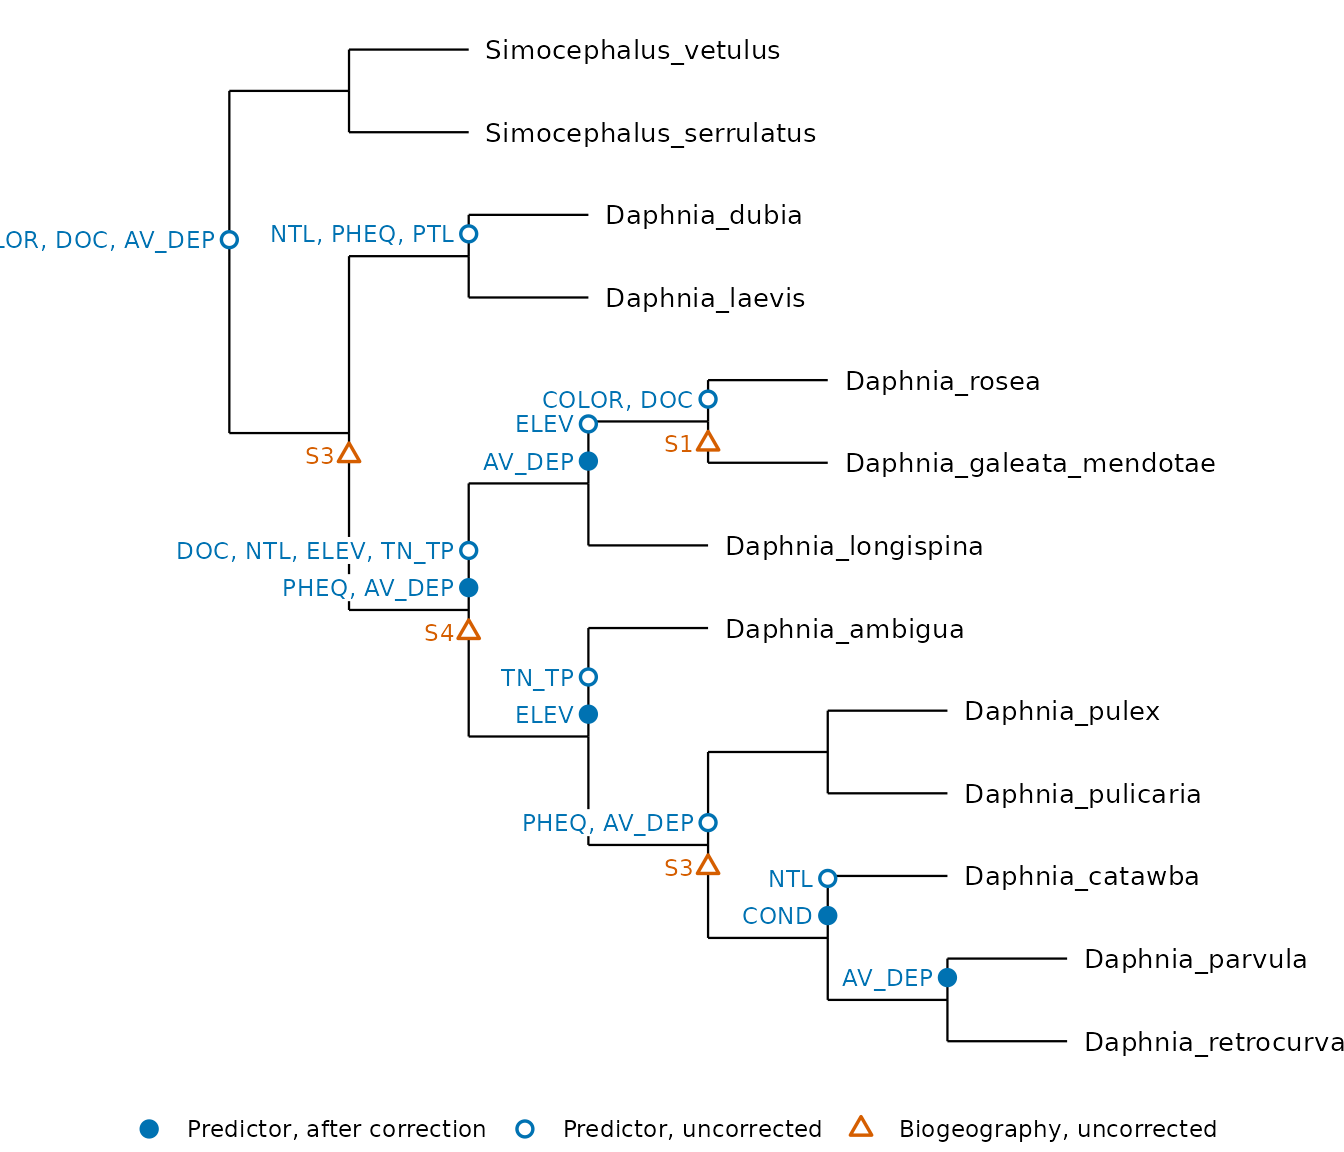 Simocephalus_vetulus
Simocephalus_serrulatus
Daphnia_dubia
NTL, PHEQ, PTL
LOR, DOC, AV_DEP
Daphnia_laevis
Daphnia_rosea
COLOR, DOC
ELEV
S1
S3
AV_DEP
Daphnia_galeata_mendotae
Daphnia_longispina
DOC, NTL, ELEV, TN_TP
PHEQ, AV_DEP
S4
Daphnia_ambigua
TN_TP
ELEV
Daphnia_pulex
Daphnia_pulicaria
PHEQ, AV_DEP
S3
Daphnia_catawba
NTL
COND
Daphnia_parvula
AV_DEP
Daphnia_retrocurva
Predictor, after correction
Predictor, uncorrected
Biogeography, uncorrected